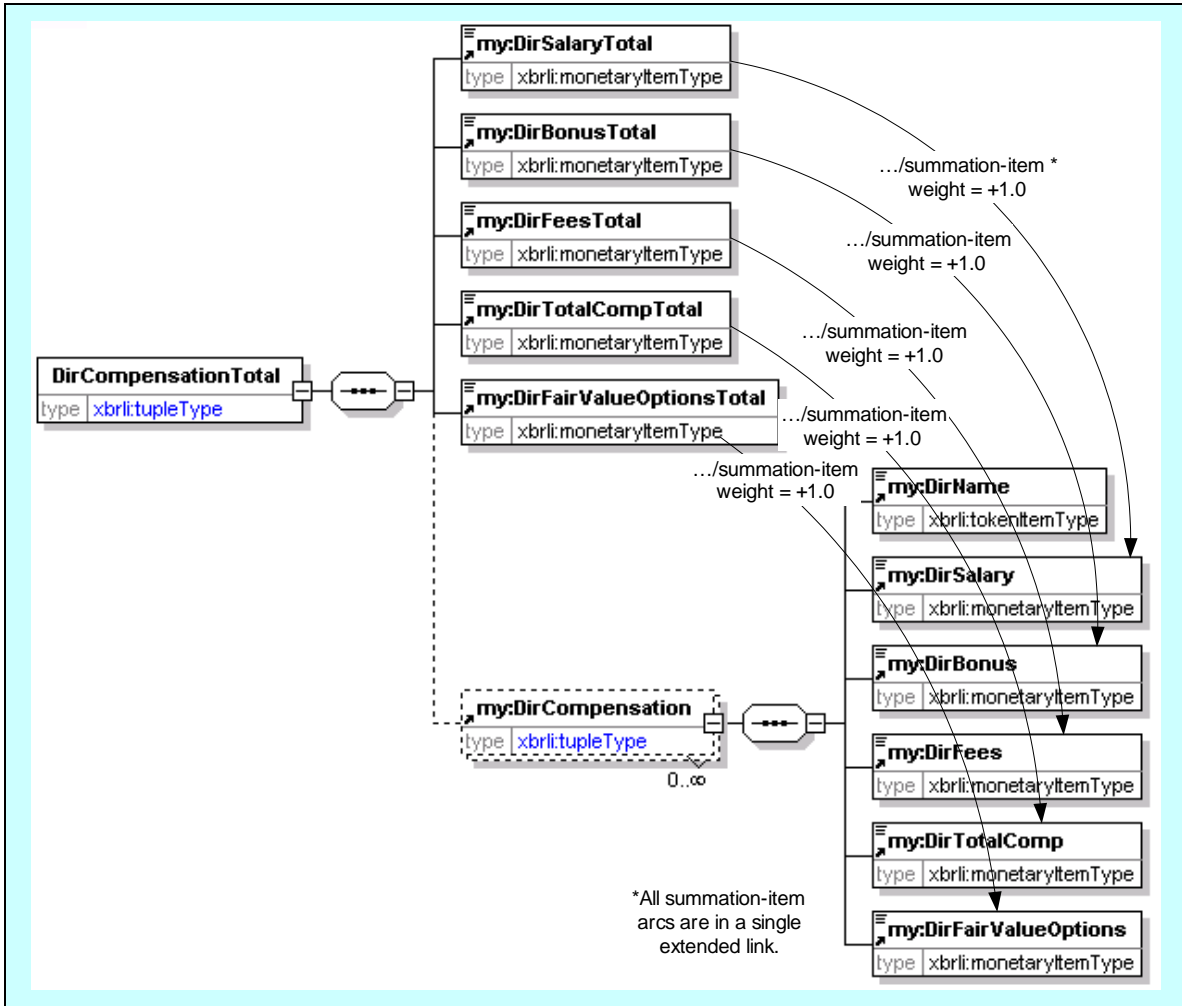 my:DirSalaryTotal
type xbrli:monetaryItemType
my:DirBonusTotal
type xbrli:monetaryItemType
my:DirFeesTotal
type xbrli:monetaryItemType
my:DirTotalCompTotal
type xbrli:monetaryItemType
DirCompensationTotal
type xbrli:tupleType
my:DirFairValueOptionsTotal
type xbrli:monetaryItemType
…/summation-item *
weight = +1.0
…/summation-item
weight = +1.0
…/summation-item
weight = +1.0
…/summation-item
weight = +1.0
…/summation-item
weight = +1.0
my:DirName
type xbrli:tokenItemType
my:DirSalary
type xbrli:monetaryItemType
my:DirBonus
type xbrli:monetaryItemType
my:DirCompensation
type xbrli:tupleType
0..∞
my:DirFees
type xbrli:monetaryItemType
my:DirTotalComp
type xbrli:monetaryItemType
my:DirFairValueOptions
type xbrli:monetaryItemType
*All summation-item
arcs are in a single
extended link.